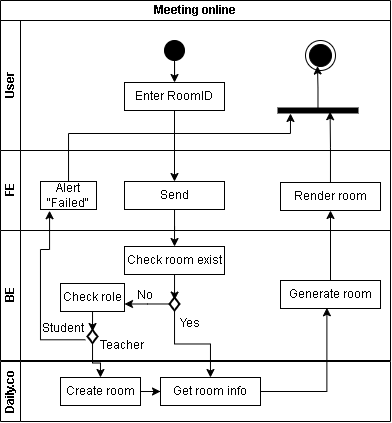 Meeting online
User
Enter RoomID
FE
Alert
"Failed"
Send
Render room
BE
Check room exist
Check role
No
Generate room
Yes
Student
Teacher
Daily.co
Create room
Get room info